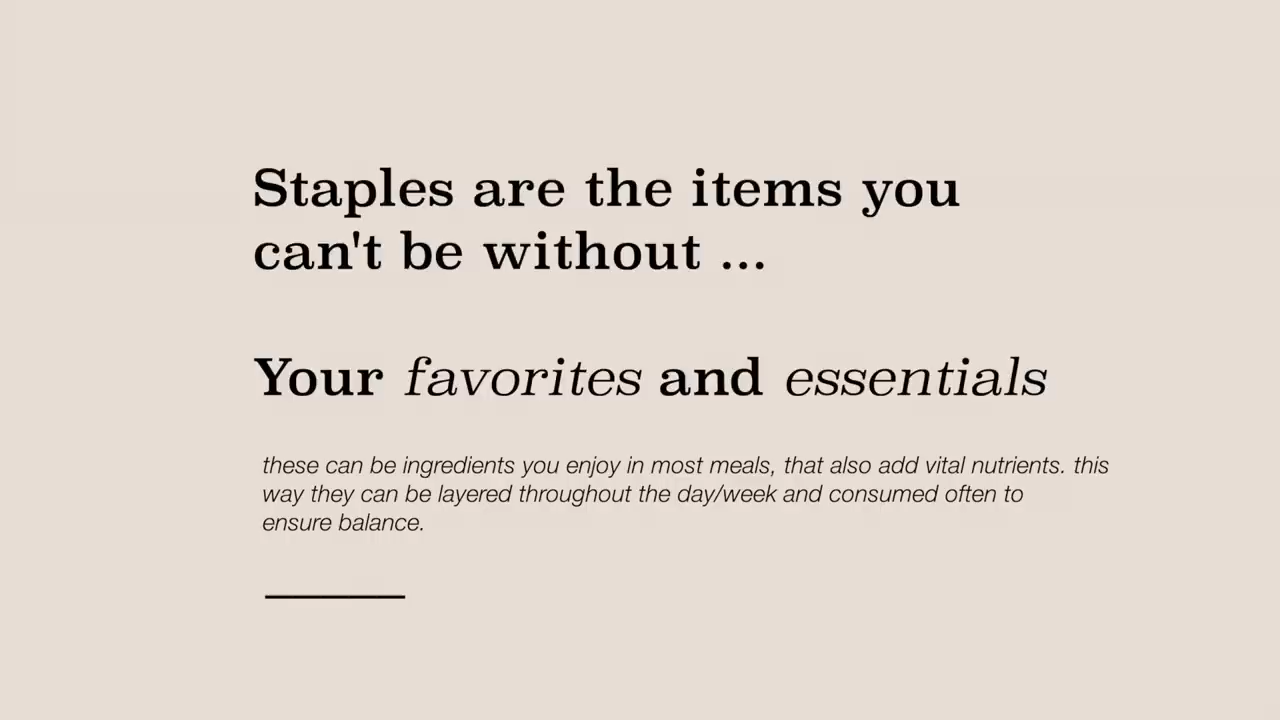 Staples are the items you
can't be without ...
Your favorites and essentials
these can be ingredients you enjoy in most meals, that also add vital nutrients. this
way they can be layered throughout the day/week and consumed often to
ensure balance.